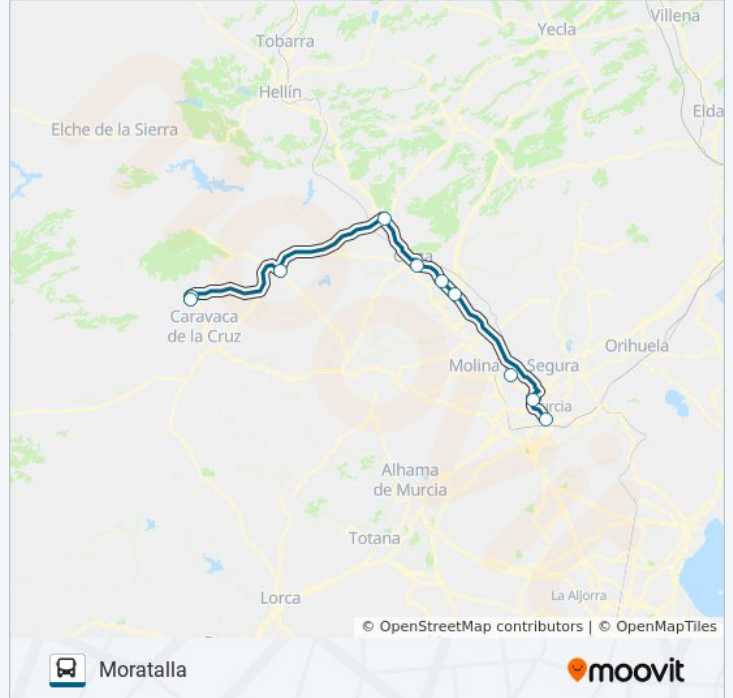 Villena
Yecla
Tobarra
Hellín
Elda
Elche de la Sierra
Caravaca
de la Cruz
Orihuela
Molina
Segura
Alhama
de Murcia
Totana
La Aljorra
Lorca
© OpenStreetMap contributors | © OpenMapTiles
Moratalla
moovit